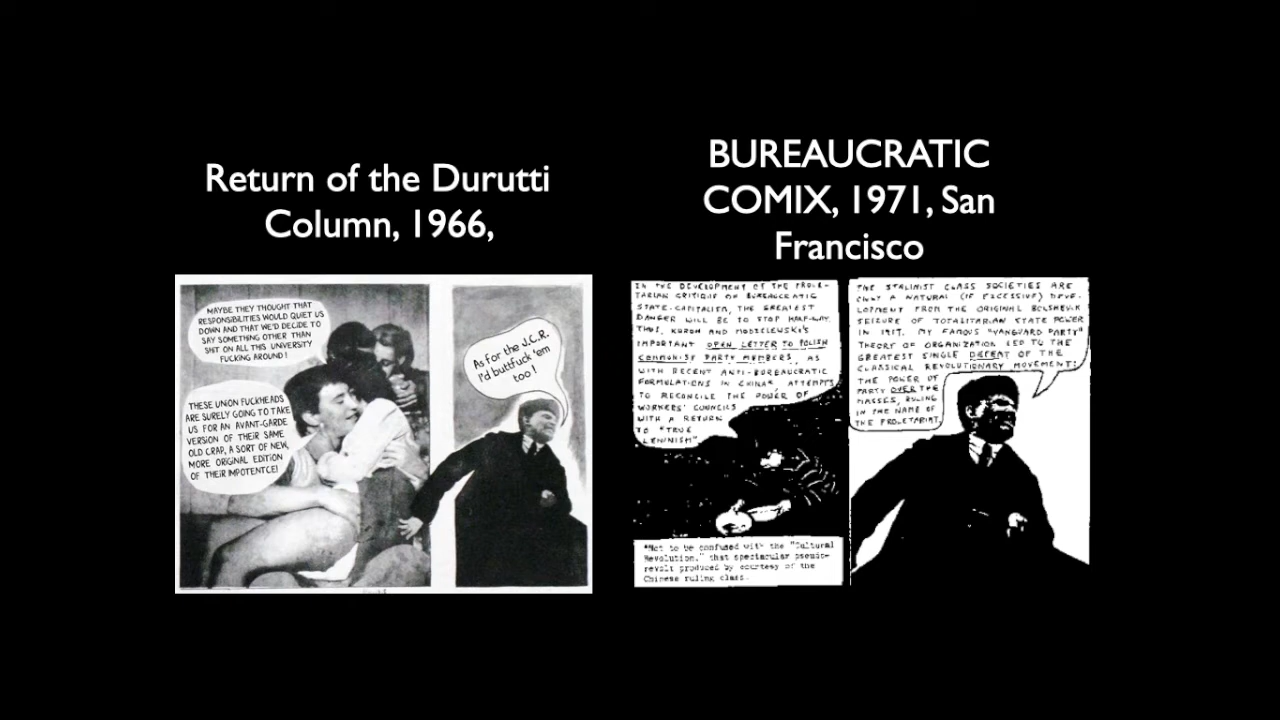 Return of the Durutti
Column, 1966,
MAYBE THEY THOUGHT THAT
RESPONSIBILITIES WOULD QUIET US
DOWN AND THAT WE'D DECIDE TO
SAY SOMETHING OTHER THAN
SHIT ON ALL THIS UNIVERSITY
FUCKING AROUND!
THESE UNION FUCKHEADS
ARE SURELY GOING TO TAKE
US FOR AN AVANT-GARDE
VERSION OF THEIR SAME
OLD CRAP, A SORT OF NEW,
MORE ORIGINAL EDITION
OF THEIR IMPOTENCE!
As for the J.C.R.
I'd buttfuck 'em
too!
BUREAUCRATIC
COMIX, 1971, San
Francisco
IN THE DEVELOPMENT OF THE PROLE-
TARIAN CRITIQUE OF BUREAUCRATIC
STATE-CAPITALISM, THE GREATEST
DANGER WILL BE TO STOP HALF-WAY.
THUS, KURON AND MODZELEWSKI'S
IMPORTANT OPEN LETTER TO POLISH
COMMUNIST PARTY MEMBERS, AS
WITH RECENT ANTI-BUREAUCRATIC
FORMULATIONS IN CHINA* ATTEMPTS
TO RECONCILE THE POWER OF
WORKERS' COUNCILS
WITH A RETURN
TO "TRUE
LENINISM"
*Not to be confused with the "Cultural
Revolution," that spectacular pseudo-
revolt produced by courtesy of the
Chinese ruling class.
THE STALINIST CLASS SOCIETIES ARE
ONLY A NATURAL (IF EXCESSIVE) DEVE-
LOPMENT FROM THE ORIGINAL BOLSHEVIK
SEIZURE OF TOTALITARIAN STATE POWER
IN 1917. MY FAMOUS "VANGUARD PARTY"
THEORY OF ORGANIZATION LED TO THE
GREATEST SINGLE DEFEAT OF THE
CLASSICAL REVOLUTIONARY MOVEMENT:
THE POWER OF
PARTY OVER THE
MASSES, RULING
IN THE NAME OF
THE PROLETARIAT.